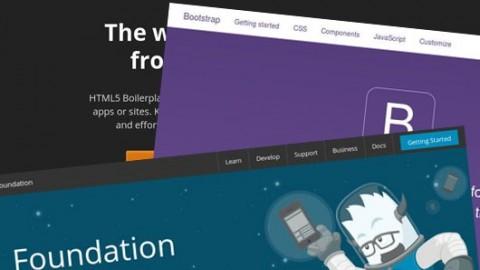 The w
fro
HTML5 Boilerpla
apps or sites. K
and effor
Bootstrap
Getting started
CSS
Components
JavaScript
Customize
B
fo
t
oundation
Learn
Develop
Support
Business
Docs
Getting Started
Foundation